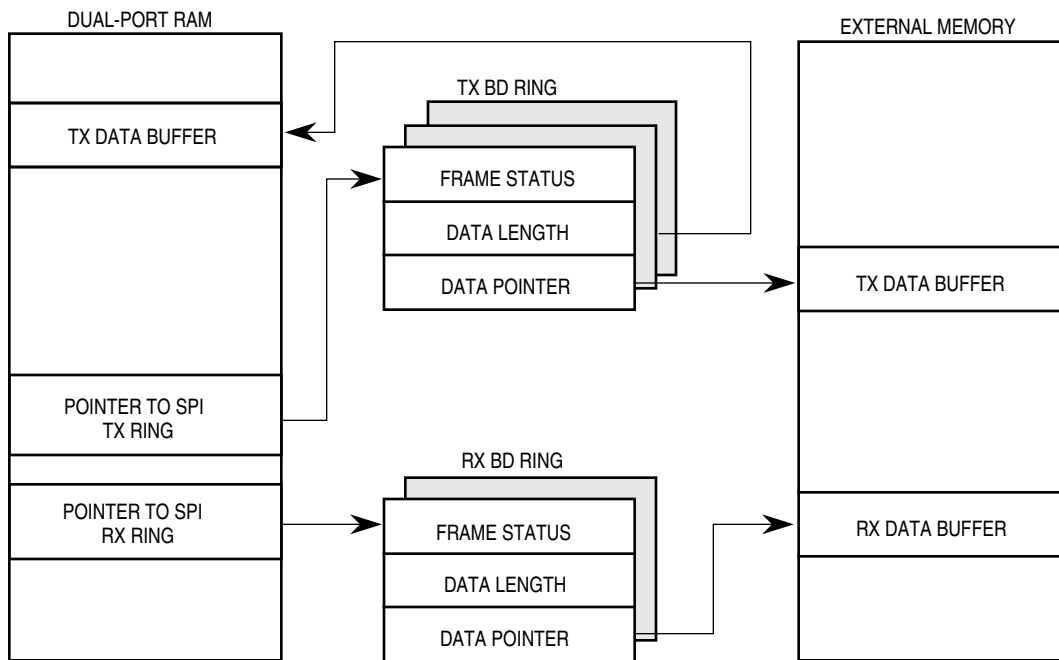 DUAL-PORT RAM
TX DATA BUFFER
POINTER TO SPI
TX RING
POINTER TO SPI
RX RING
TX BD RING
FRAME STATUS
DATA LENGTH
DATA POINTER
RX BD RING
FRAME STATUS
DATA LENGTH
DATA POINTER
EXTERNAL MEMORY
TX DATA BUFFER
RX DATA BUFFER